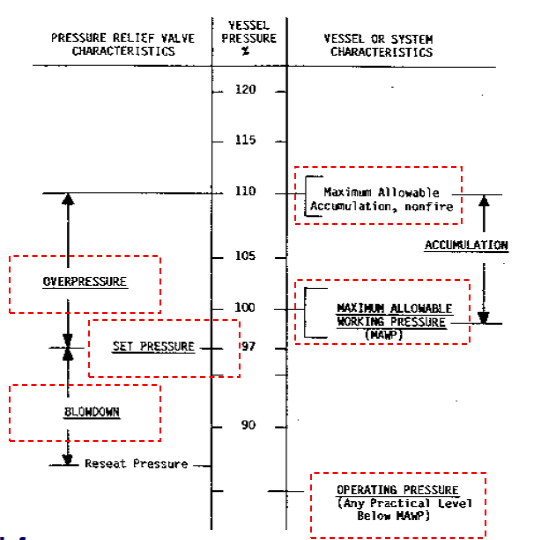 PRESSURE RELIEF VALVE
CHARACTERISTICS
VESSEL
PRESSURE
%
VESSEL OR SYSTEM
CHARACTERISTICS
120
115
110
Maximum Allowable
Accumulation, nonfire
ACCUMULATION
105
OVERPRESSURE
100
MAXIMUM ALLOWABLE
WORKING PRESSURE
(MAWP)
SET PRESSURE
97
BLOWDOWN
90
Reseat Pressure
OPERATING PRESSURE
(Any Practical Level
Below MAWP)